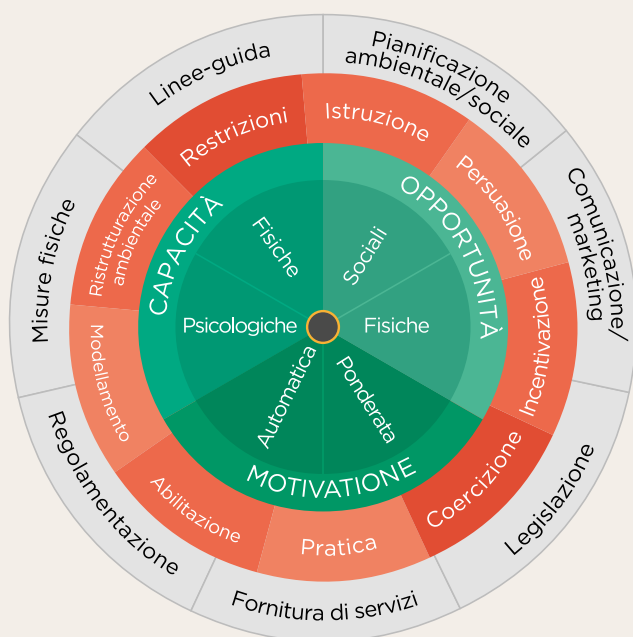 Linee-guida
Pianificazione
ambientale/sociale
Comunicazione/
marketing
Legislazione
Fornitura di servizi
Regolamentazione
Misure fisiche
Restrizioni
Istruzione
Persuasione
Incentivazione
Coercizione
Pratica
Abilitazione
Modellamento
Ristrutturazione
ambientale
CAPACITÀ
OPPORTUNITÀ
MOTIVATIONE
Fisiche
Sociali
Psicologiche
Fisiche
Automatica
Ponderata